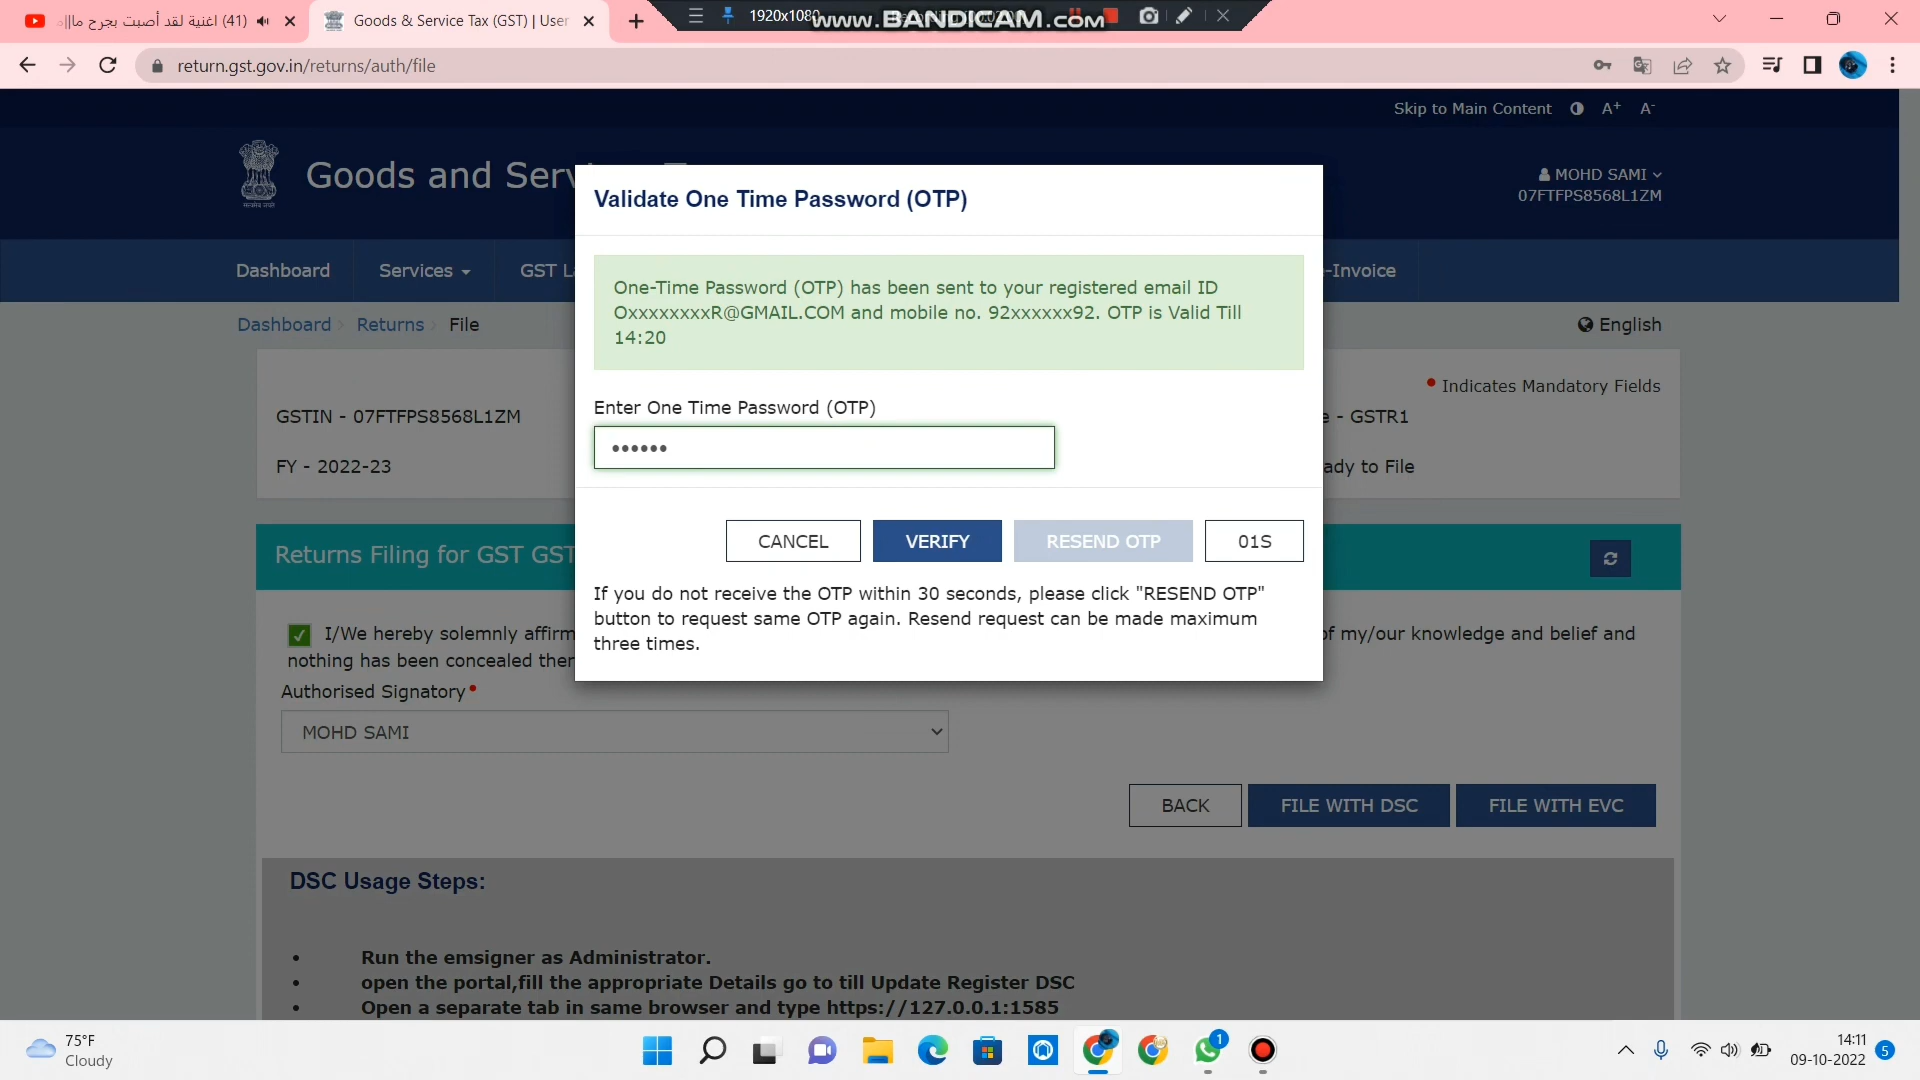 (41) اغنية لقد أصبت بجرح ما||
Goods & Service Tax (GST) | User
1920x1080
www.BANDICAM.com
return.gst.gov.in/returns/auth/file
Skip to Main Content A+ A-
Goods and Serv
MOHD SAMI
07FTFPS8568L1ZM
Dashboard Services GST La e-Invoice
Dashboard Returns File
English
Indicates Mandatory Fields
GSTIN - 07FTFPS8568L1ZM
e - GSTR1
FY - 2022-23
ady to File
Returns Filing for GST GST
Validate One Time Password (OTP)
One-Time Password (OTP) has been sent to your registered email ID
OxxxxxxxxR@GMAIL.COM and mobile no. 92xxxxxx92. OTP is Valid Till
14:20
Enter One Time Password (OTP)
••••••
CANCEL VERIFY RESEND OTP 01S
If you do not receive the OTP within 30 seconds, please click "RESEND OTP"
button to request same OTP again. Resend request can be made maximum
three times.
I/We hereby solemnly affirm of my/our knowledge and belief and
nothing has been concealed ther
Authorised Signatory
MOHD SAMI
BACK FILE WITH DSC FILE WITH EVC
DSC Usage Steps:
• Run the emsigner as Administrator.
• open the portal,fill the appropriate Details go to till Update Register DSC
• Open a separate tab in same browser and type https://127.0.0.1:1585
75°F
Cloudy
1
14:11
09-10-2022
5